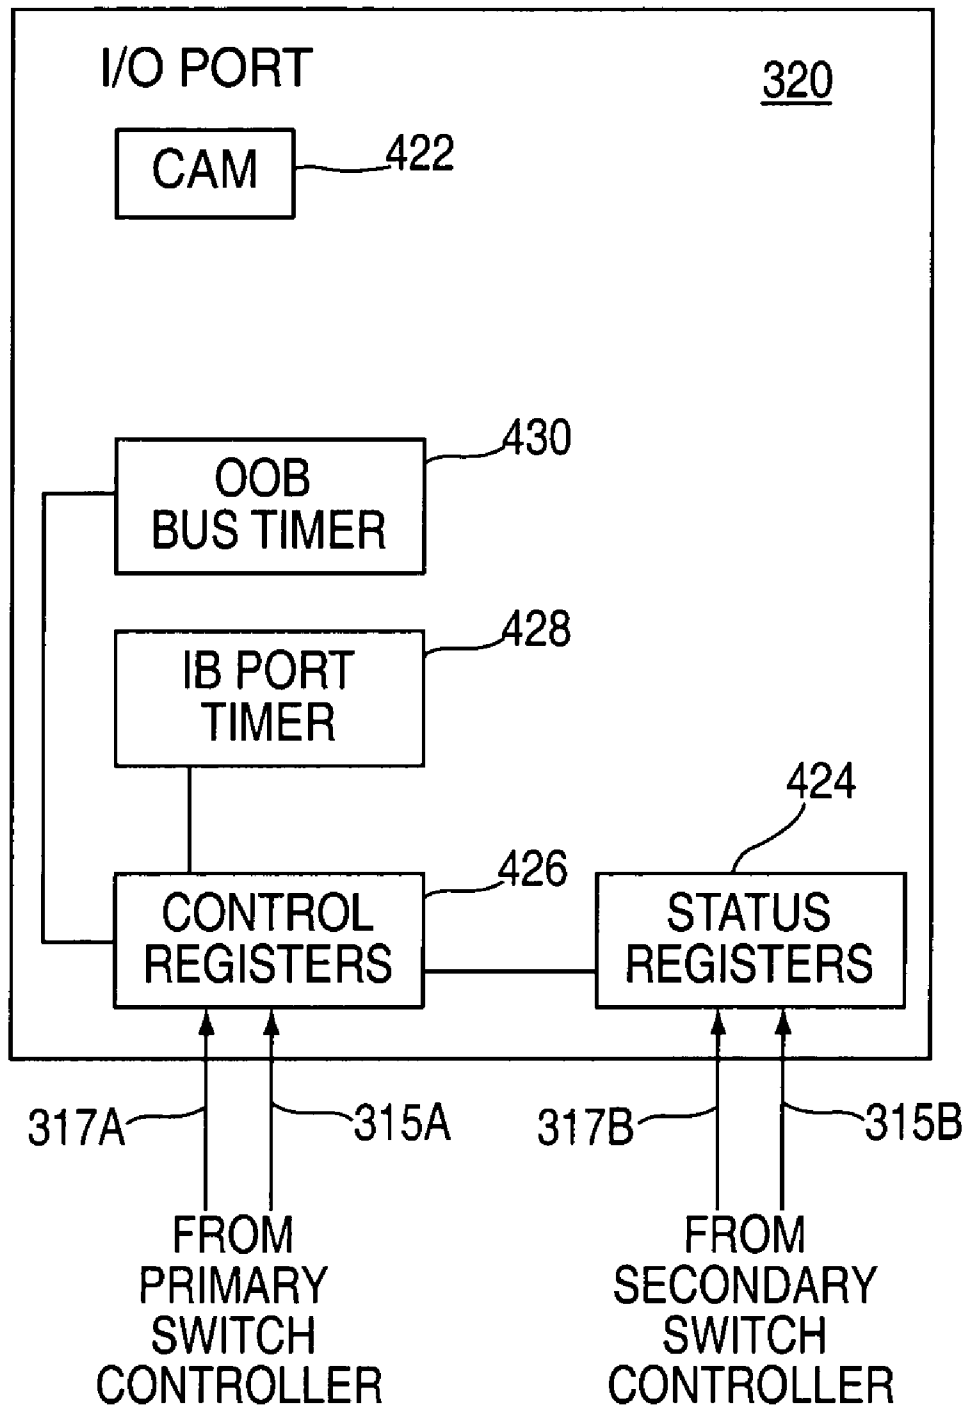 I/O PORT
320
CAM
422
OOB
BUS TIMER
430
IB PORT
TIMER
428
CONTROL
REGISTERS
426
STATUS
REGISTERS
424
317A
315A
317B
315B
FROM
PRIMARY
SWITCH
CONTROLLER
FROM
SECONDARY
SWITCH
CONTROLLER